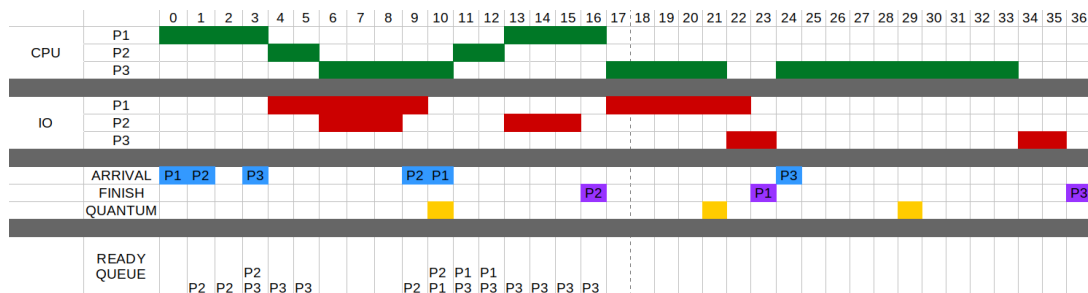 0 1 2 3 4 5 6 7 8 9 10 11 12 13 14 15 16 17 18 19 20 21 22 23 24 25 26 27 28 29 30 31 32 33 34 35 36
P1
CPU P2
P3
P1
IO P2
P3
ARRIVAL P1 P2 P3 P2 P1 P3
FINISH P2 P1 P3
QUANTUM
READY
QUEUE P2 P2 P1 P1
P2 P2 P3 P3 P3 P2 P1 P3 P3 P3 P3 P3 P3